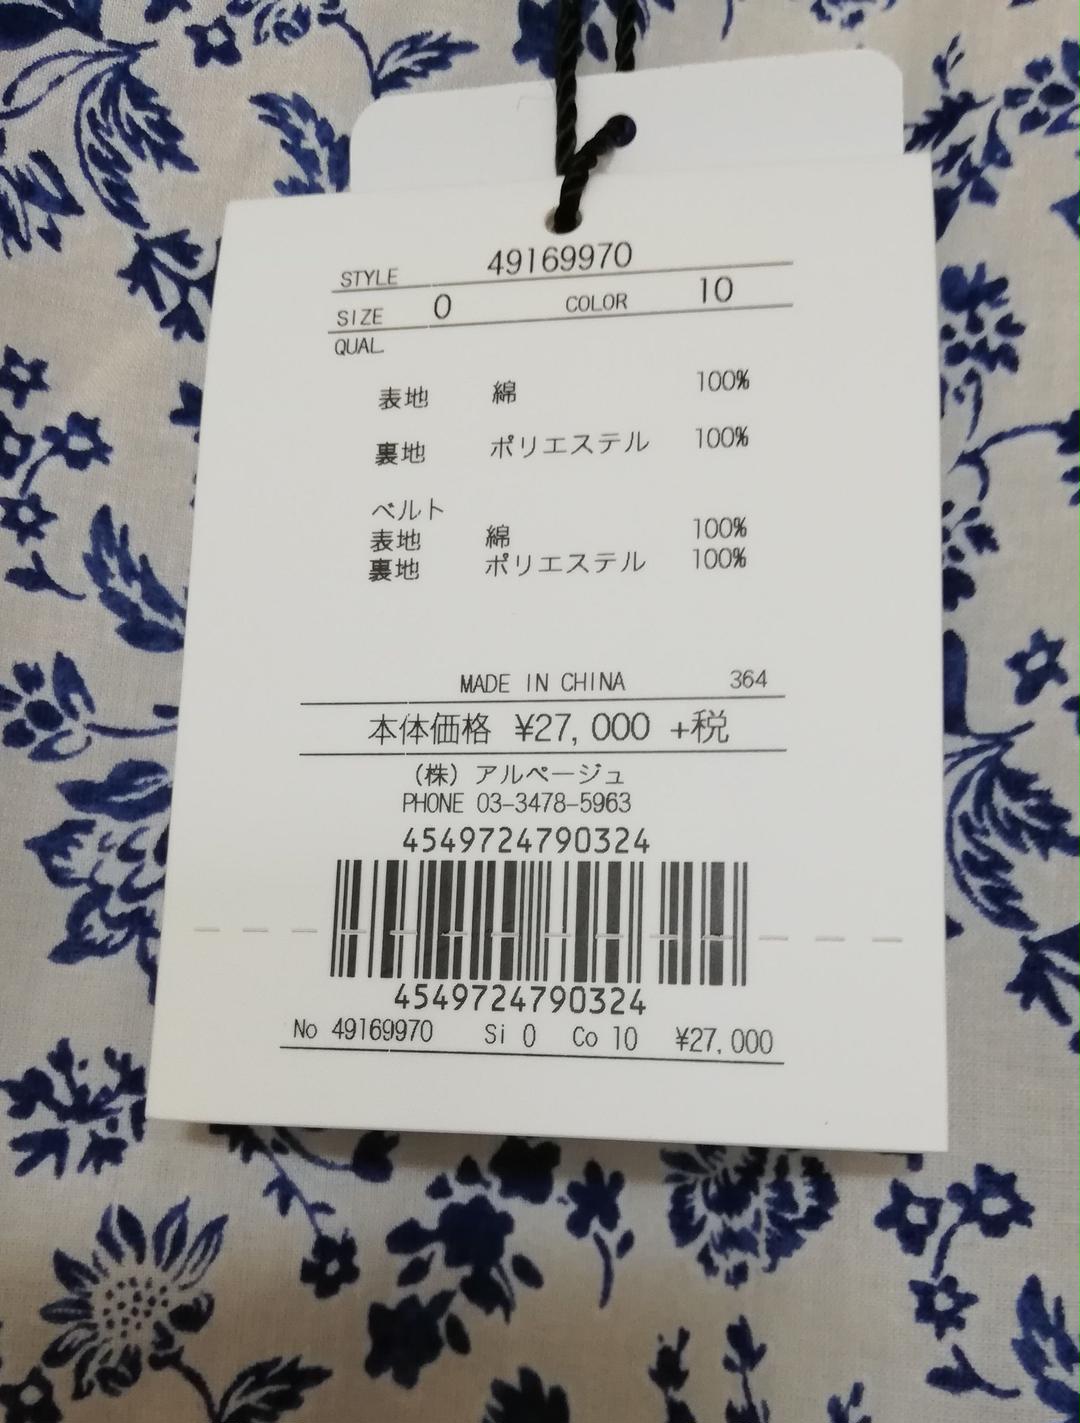 STYLE 49169970
SIZE 0 COLOR 10
QUAL.
表地 綿 100%
裏地 ポリエステル 100%
ベルト
表地 綿 100%
裏地 ポリエステル 100%
MADE IN CHINA 364
本体価格 ¥27,000 +税
(株) アルページュ
PHONE 03-3478-5963
4549724790324
4549724790324
No 49169970 Si 0 Co 10 ¥27,000